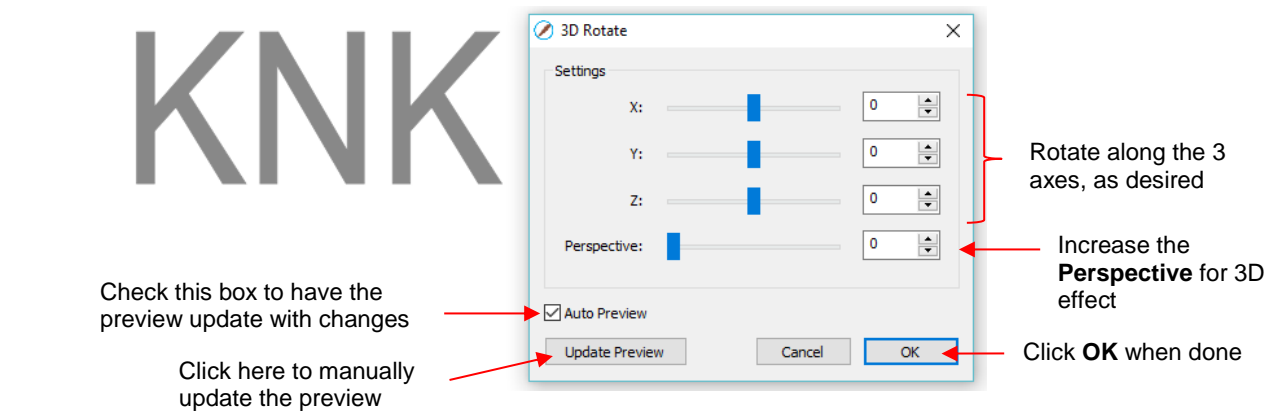 KNK
3D Rotate
Settings
X: 0
Y: 0
Z: 0
Perspective: 0
Auto Preview
Update Preview Cancel OK
Rotate along the 3
axes, as desired
Increase the
Perspective for 3D
effect
Check this box to have the
preview update with changes
Click here to manually
update the preview
Click OK when done